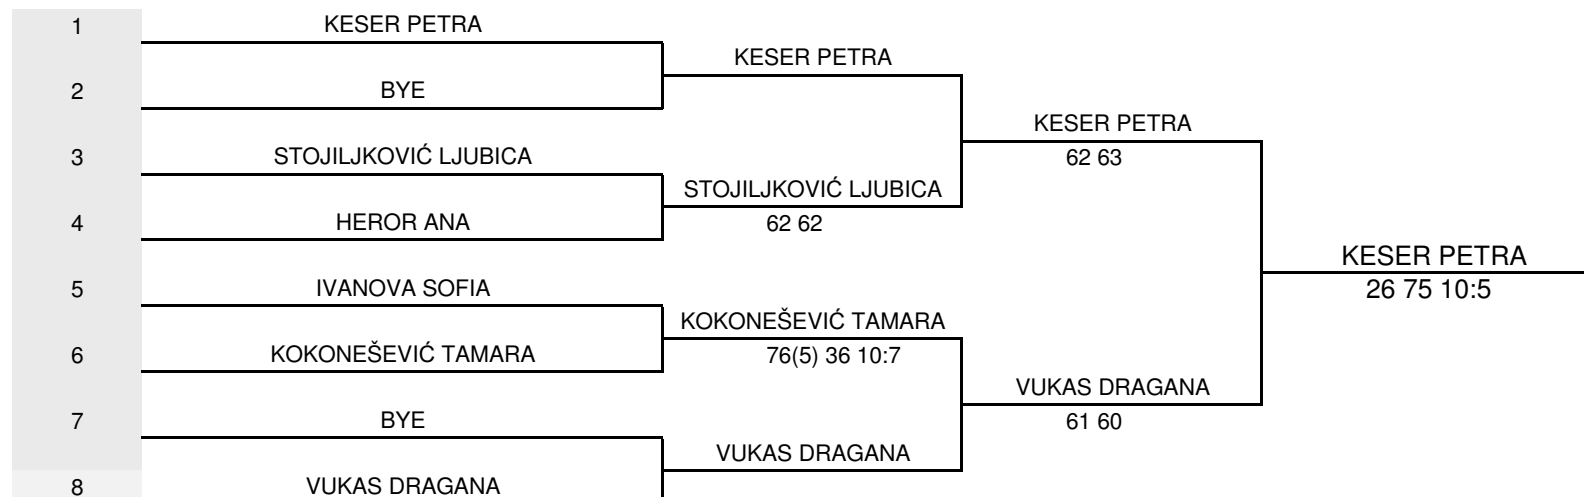 1 KESER PETRA
KESER PETRA
2 BYE
KESER PETRA
3 STOJILJKOVIĆ LJUBICA
62 63
STOJILJKOVIĆ LJUBICA
4 HEROR ANA
62 62
KESER PETRA
26 75 10:5
5 IVANOVA SOFIA
KOKONEŠEVIĆ TAMARA
6 KOKONEŠEVIĆ TAMARA
76(5) 36 10:7
VUKAS DRAGANA
7 BYE
61 60
VUKAS DRAGANA
8 VUKAS DRAGANA